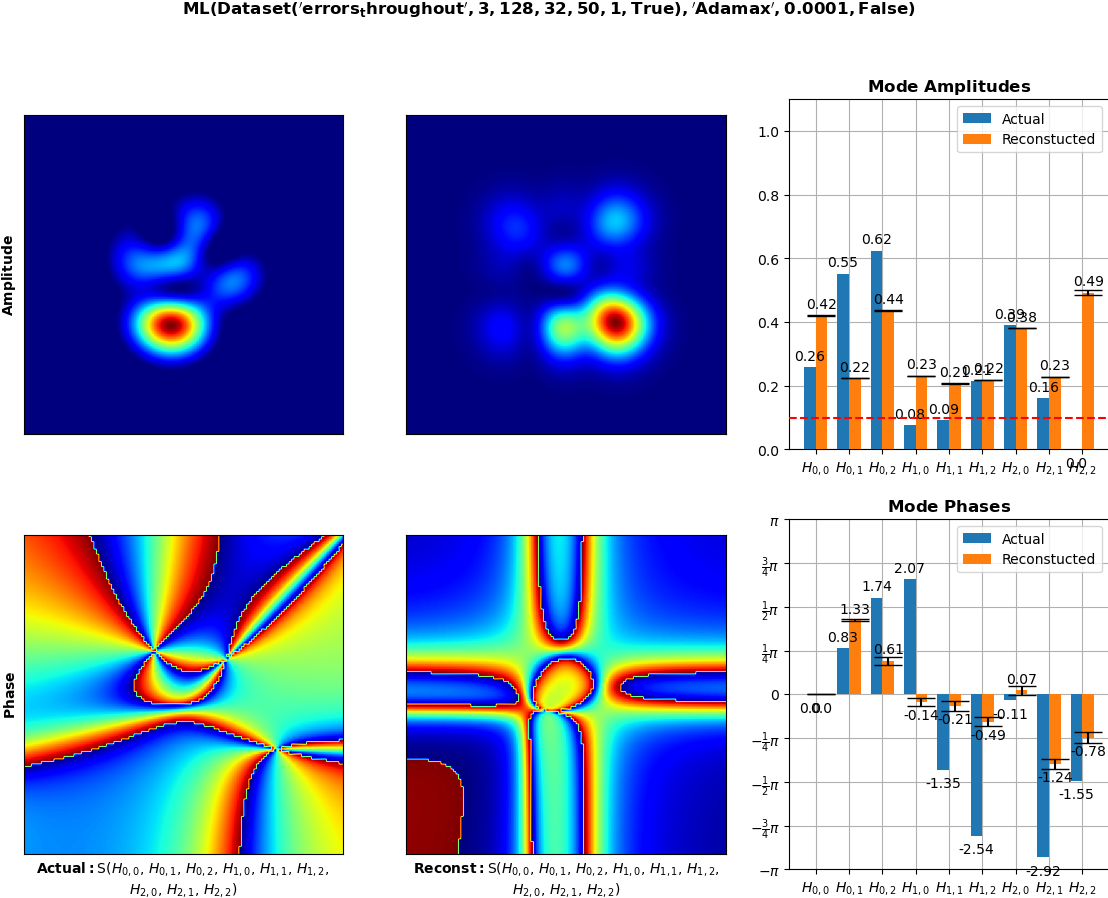 ML(Dataset('errors_throughout', 3, 128, 32, 50, 1, True), 'Adamax', 0.0001, False)
Amplitude
Mode Amplitudes
Actual
Reconstucted
1.0
0.8
0.6
0.4
0.2
0.0
0.26
0.42
0.55
0.22
0.62
0.44
0.08
0.23
0.09
0.21
0.21
0.22
0.39
0.38
0.16
0.23
0.0
0.49
H0,0 H0,1 H0,2 H1,0 H1,1 H1,2 H2,0 H2,1 H2,2
Phase
Mode Phases
Actual
Reconstucted
π
3/4π
1/2π
1/4π
0
−1/4π
−1/2π
−3/4π
−π
0.0
0.0
0.83
1.33
1.74
0.61
2.07
-0.14
-1.35
-0.21
-2.54
-0.49
-0.11
0.07
-2.92
-1.24
-1.55
-0.78
H0,0 H0,1 H0,2 H1,0 H1,1 H1,2 H2,0 H2,1 H2,2
Actual: S(H0,0, H0,1, H0,2, H1,0, H1,1, H1,2,
H2,0, H2,1, H2,2)
Reconst: S(H0,0, H0,1, H0,2, H1,0, H1,1, H1,2,
H2,0, H2,1, H2,2)